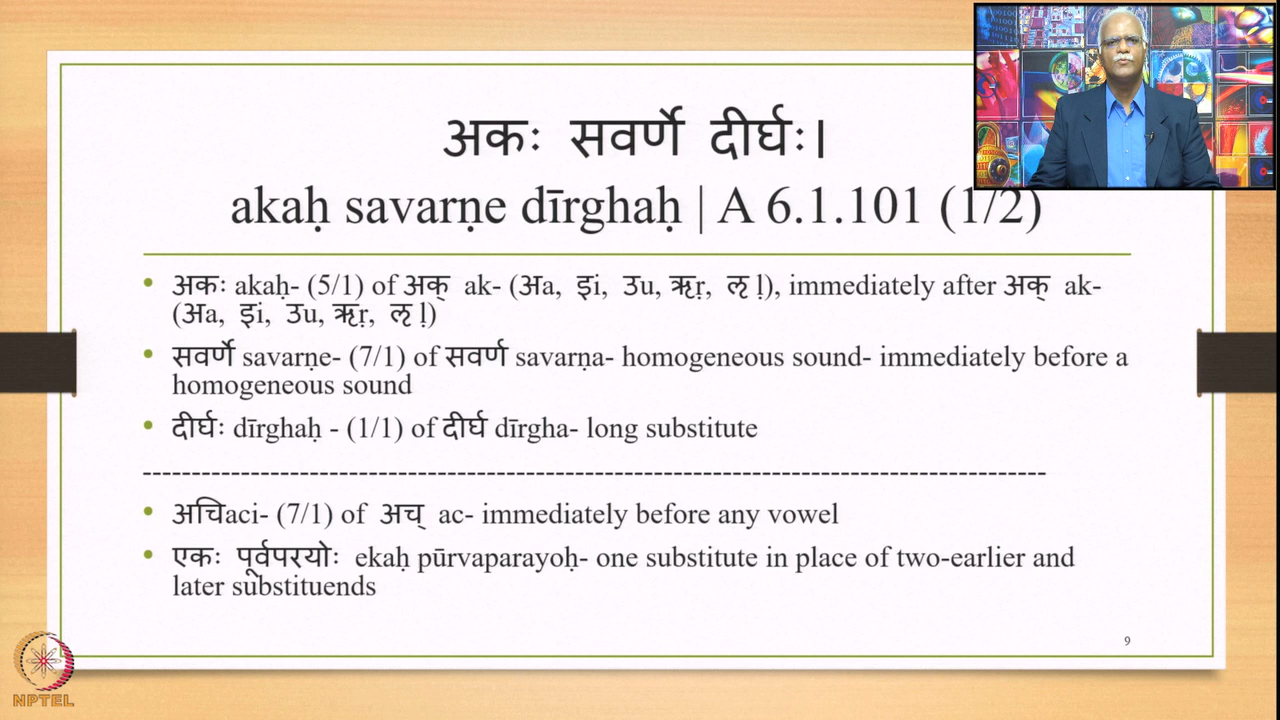 अकः सवर्णे दीर्घः।
akaḥ savarṇe dīrghaḥ | A 6.1.101 (1/2)
• अकः akaḥ- (5/1) of अक् ak- (अa, इi, उu, ऋṛ, ऌ ḷ), immediately after अक् ak-
(अa, इi, उu, ऋṛ, ऌ ḷ)
• सवर्णे savarṇe- (7/1) of सवर्ण savarṇa- homogeneous sound- immediately before a
homogeneous sound
• दीर्घः dīrghaḥ - (1/1) of दीर्घ dīrgha- long substitute
--------------------------------------------------------------------------------------------
• अचिaci- (7/1) of अच् ac- immediately before any vowel
• एकः पूर्वपरयोः ekaḥ pūrvaparayoḥ- one substitute in place of two-earlier and
later substituends
9
NPTEL